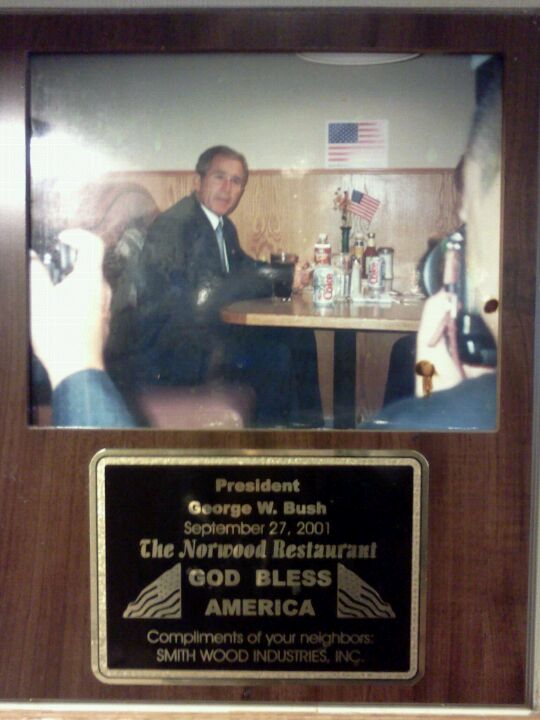 Coke
President
George W. Bush
September 27, 2001
The Norwood Restaurant
GOD BLESS
AMERICA
Compliments of your neighbors:
SMITH WOOD INDUSTRIES, INC.